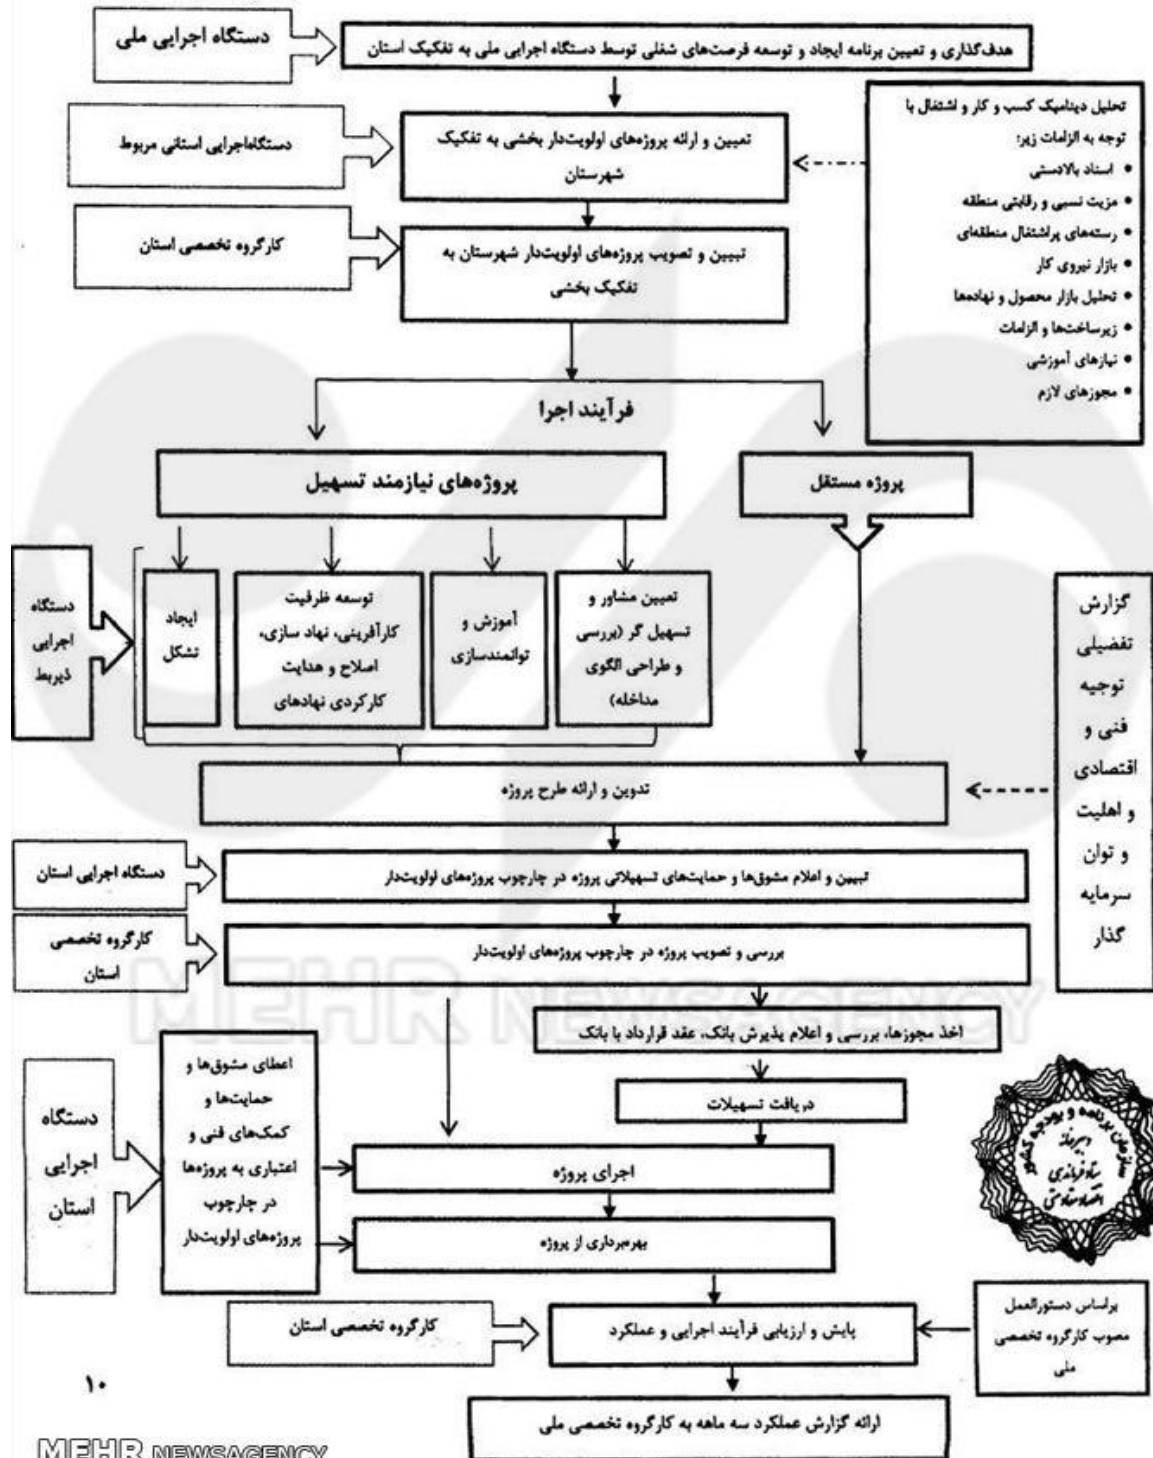 دستگاه اجرایی ملی
هدف‌گذاری و تعیین برنامه ایجاد و توسعه فرصت‌های شغلی توسط دستگاه اجرایی ملی به تفکیک استان
دستگاه‌اجرایی استانی مربوط
تعیین و ارائه پروژه‌های اولویت‌دار بخشی به تفکیک
شهرستان
تحلیل دینامیک کسب و کار و اشتغال با
توجه به الزامات زیر:
• اسناد بالادستی
• مزیت نسبی و رقابتی منطقه
• رسته‌های پراشتغال منطقه‌ای
• بازار نیروی کار
• تحلیل بازار محصول و نهاده‌ها
• زیرساخت‌ها و الزامات
• نیازهای آموزشی
• مجوزهای لازم
کارگروه تخصصی استان
تبیین و تصویب پروژه‌های اولویت‌دار شهرستان به
تفکیک بخشی
فرآیند اجرا
پروژه‌های نیازمند تسهیل
پروژه مستقل
دستگاه
اجرایی
ذیربط
تعیین مشاور و
تسهیل گر (بررسی
و طراحی الگوی
مداخله)
آموزش و
توانمندسازی
توسعه ظرفیت
کارآفرینی، نهاد سازی،
اصلاح و هدایت
کارکردی نهادهای
ایجاد
تشکل
گزارش
تفضیلی
توجیه
فنی و
اقتصادی
و اهلیت
و توان
سرمایه
گذار
تدوین و ارائه طرح پروژه
دستگاه اجرایی استان
تبیین و اعلام مشوق‌ها و حمایت‌های تسهیلاتی پروژه در چارچوب پروژه‌های اولویت‌دار
کارگروه تخصصی
استان
بررسی و تصویب پروژه در چارچوب پروژه‌های اولویت‌دار
MEHR NEWSAGENCY
اخذ مجوزها، بررسی و اعلام پذیرش بانک، عقد قرارداد با بانک
دریافت تسهیلات
دستگاه
اجرایی
استان
اعطای مشوق‌ها و
حمایت‌ها و
کمک‌های فنی و
اعتباری به پروژه‌ها
در چارچوب
پروژه‌های اولویت‌دار
اجرای پروژه
بهره‌برداری از پروژه
سازمان برنامه و بودجه کشور
دبیرخانه
ستاد فرماندهی
اقتصاد مقاومتی
کارگروه تخصصی استان
پایش و ارزیابی فرآیند اجرایی و عملکرد
براساس دستورالعمل
مصوب کارگروه تخصصی
ملی
ارائه گزارش عملکرد سه ماهه به کارگروه تخصصی ملی
۱۰
MEHR NEWSAGENCY